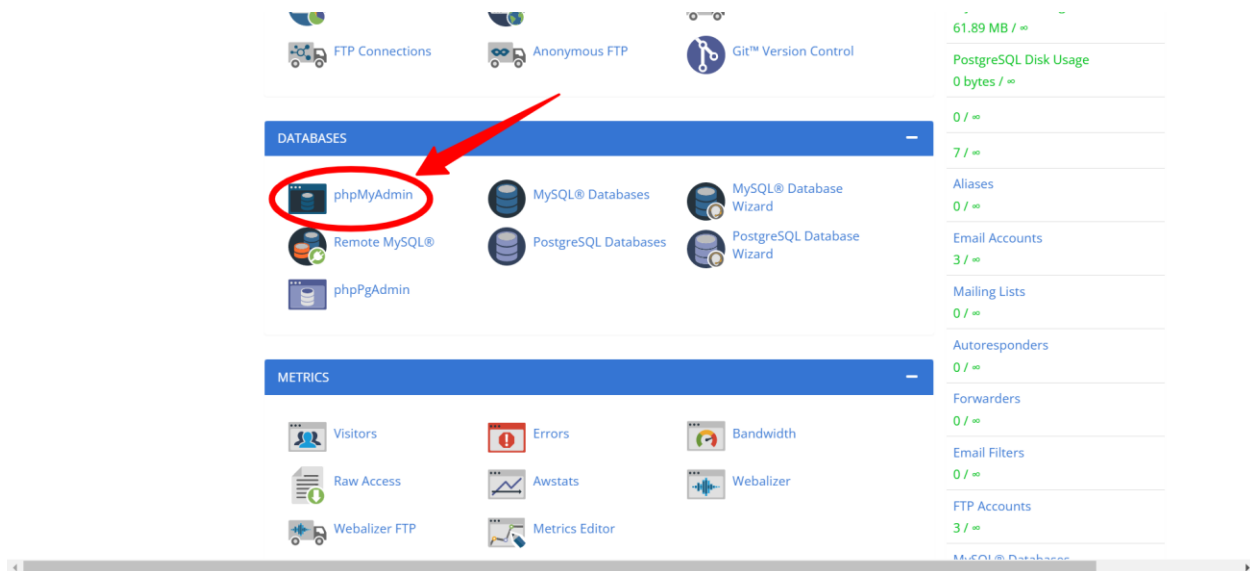 FTP Connections
Anonymous FTP
Git™ Version Control
DATABASES
phpMyAdmin
MySQL® Databases
MySQL® Database
Wizard
Remote MySQL®
PostgreSQL Databases
PostgreSQL Database
Wizard
phpPgAdmin
METRICS
Visitors
Errors
Bandwidth
Raw Access
Awstats
Webalizer
Webalizer FTP
Metrics Editor
61.89 MB / ∞
PostgreSQL Disk Usage
0 bytes / ∞
0 / ∞
7 / ∞
Aliases
0 / ∞
Email Accounts
3 / ∞
Mailing Lists
0 / ∞
Autoresponders
0 / ∞
Forwarders
0 / ∞
Email Filters
0 / ∞
FTP Accounts
3 / ∞
MySQL® Databases